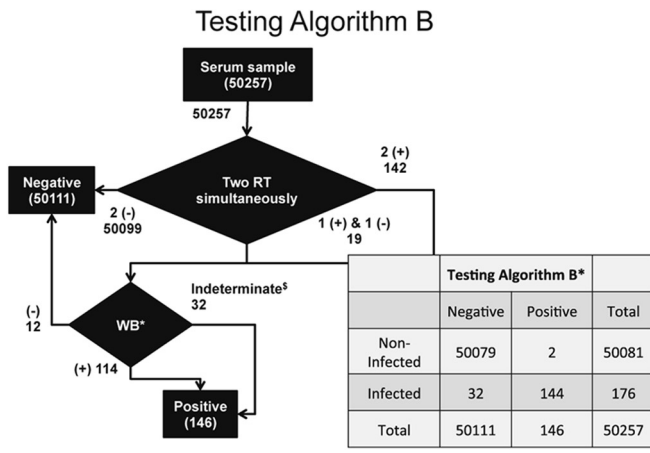 Testing Algorithm B
Serum sample
(50257)
50257
2 (+)
142
Two RT
simultaneously
Negative
(50111)
2 (-)
50099
1 (+) & 1 (-)
19
Indeterminate$
32
(-)
12
WB*
(+) 114
Positive
(146)
Testing Algorithm B*
Negative Positive Total
Non-
Infected 50079 2 50081
Infected 32 144 176
Total 50111 146 50257